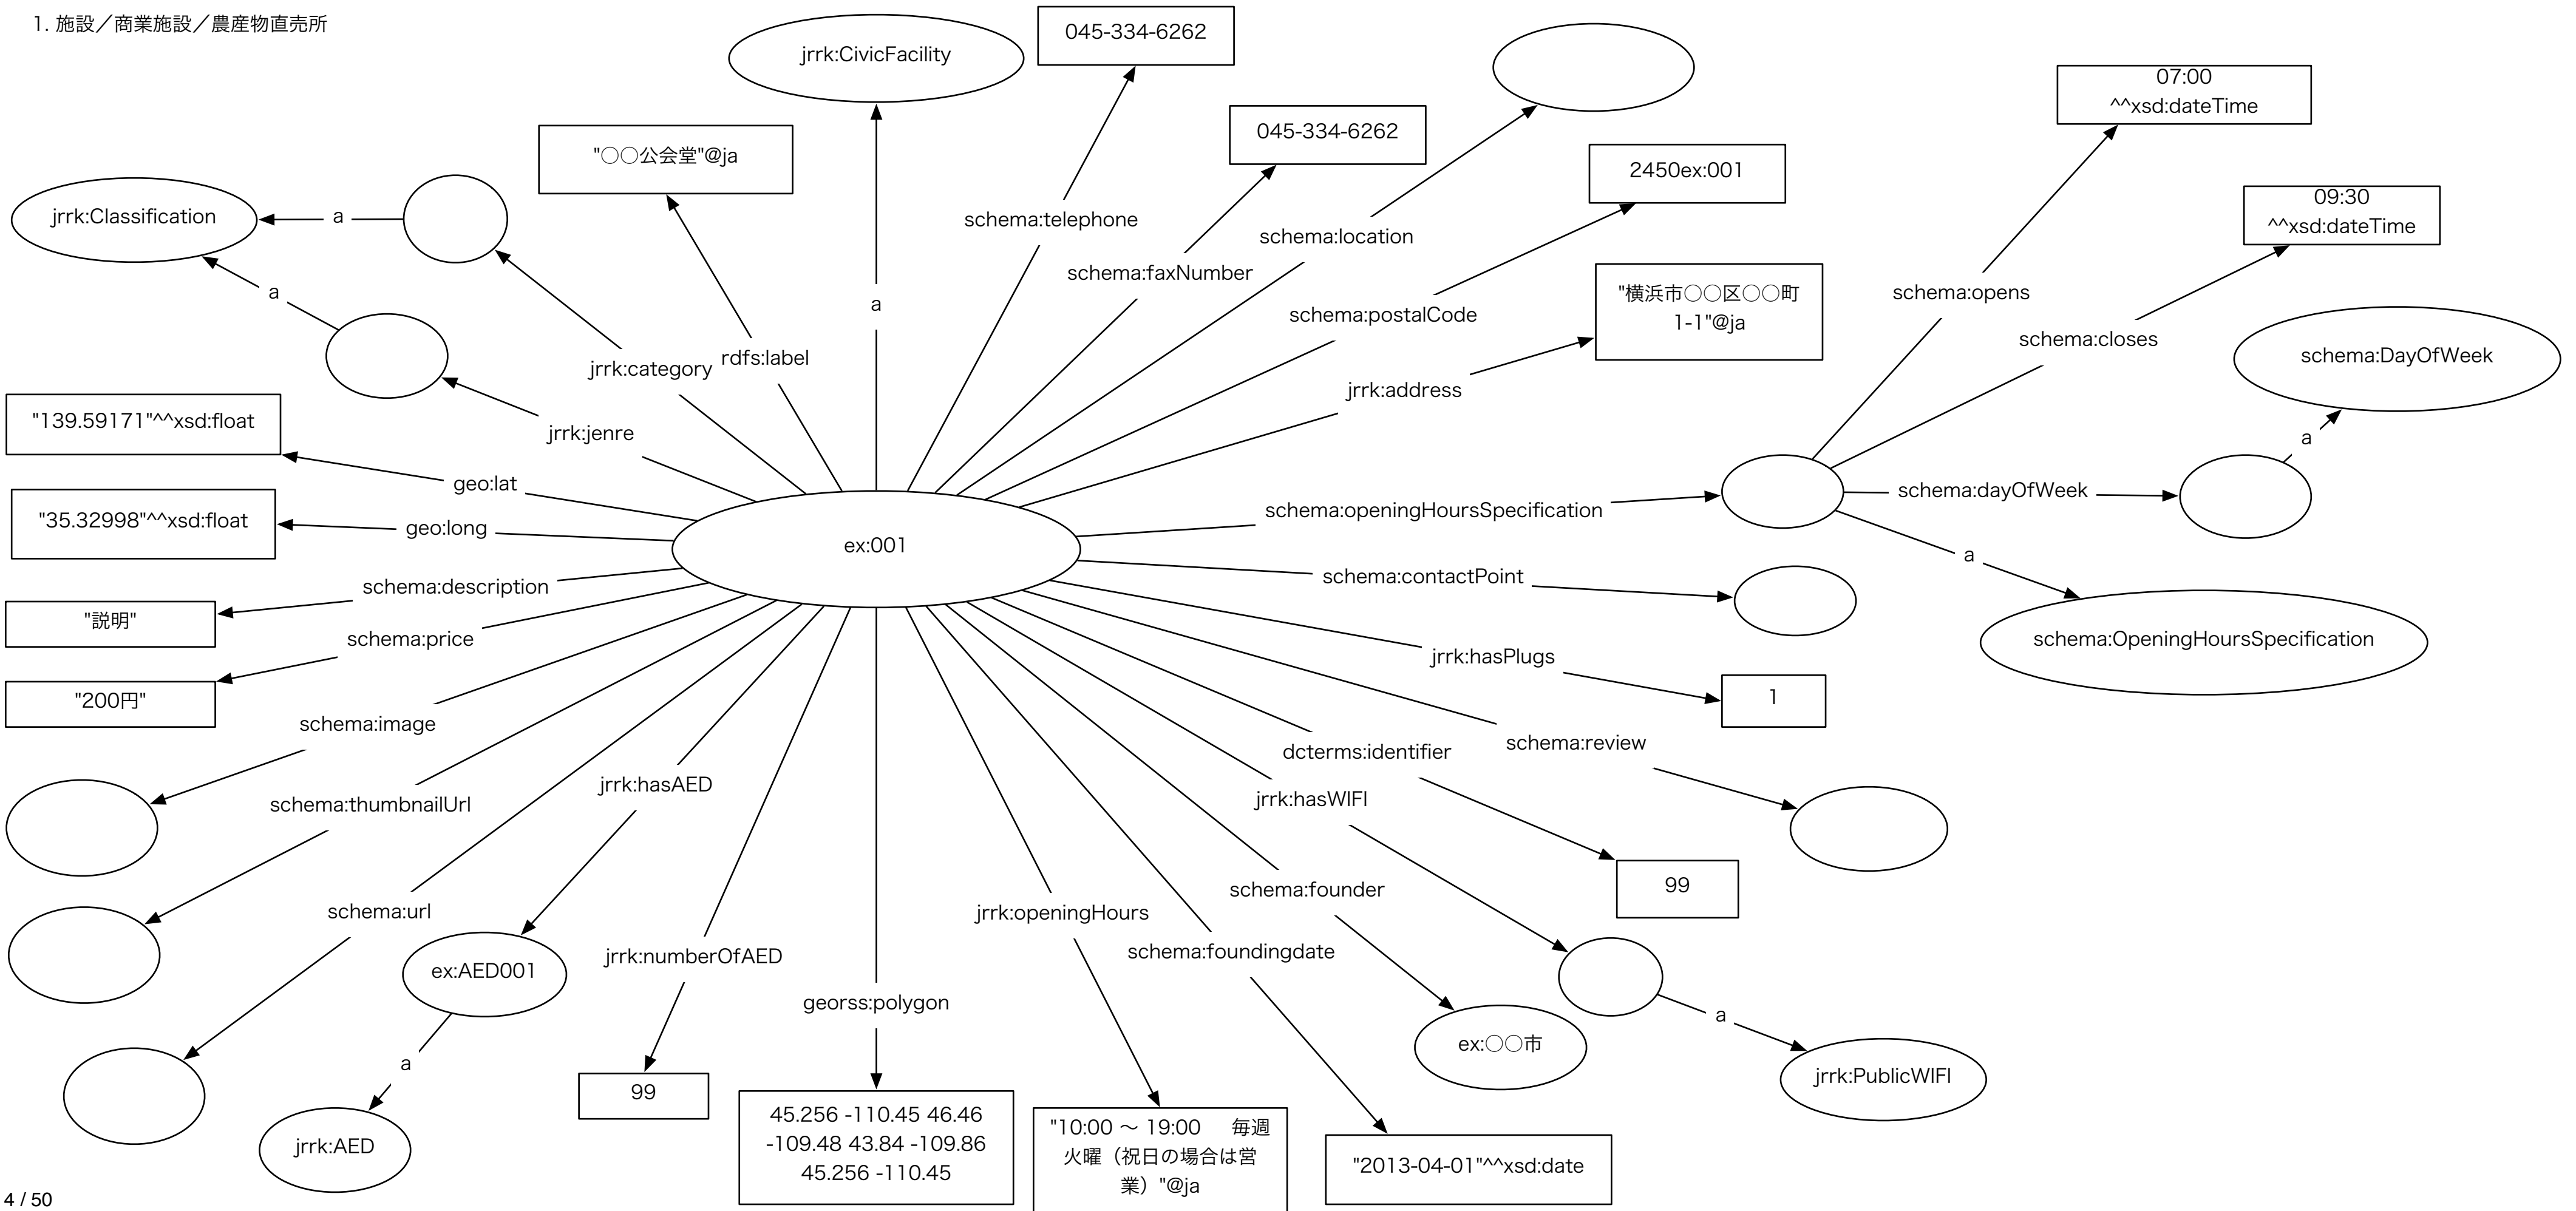 1. 施設／商業施設／農産物直売所
jrrk:CivicFacility
045-334-6262
07:00
^^xsd:dateTime
045-334-6262
"○○公会堂"@ja
2450ex:001
09:30
^^xsd:dateTime
jrrk:Classification
a
schema:telephone
schema:location
schema:faxNumber
a
a
schema:opens
"横浜市○○区○○町
1-1"@ja
schema:postalCode
schema:closes
schema:DayOfWeek
jrrk:category
rdfs:label
jrrk:address
"139.59171"^^xsd:float
jrrk:jenre
a
geo:lat
schema:dayOfWeek
"35.32998"^^xsd:float
geo:long
schema:openingHoursSpecification
ex:001
a
schema:description
schema:contactPoint
"説明"
schema:price
schema:OpeningHoursSpecification
jrrk:hasPlugs
"200円"
1
schema:image
dcterms:identifier
schema:review
jrrk:hasAED
schema:thumbnailUrl
jrrk:hasWIFI
99
schema:url
schema:founder
jrrk:openingHours
ex:AED001
jrrk:numberOfAED
schema:foundingdate
georss:polygon
a
ex:○○市
a
jrrk:PublicWIFI
99
jrrk:AED
45.256 -110.45 46.46
-109.48 43.84 -109.86
45.256 -110.45
"10:00 〜 19:00　毎週
火曜（祝日の場合は営
業）"@ja
"2013-04-01"^^xsd:date
4 / 50